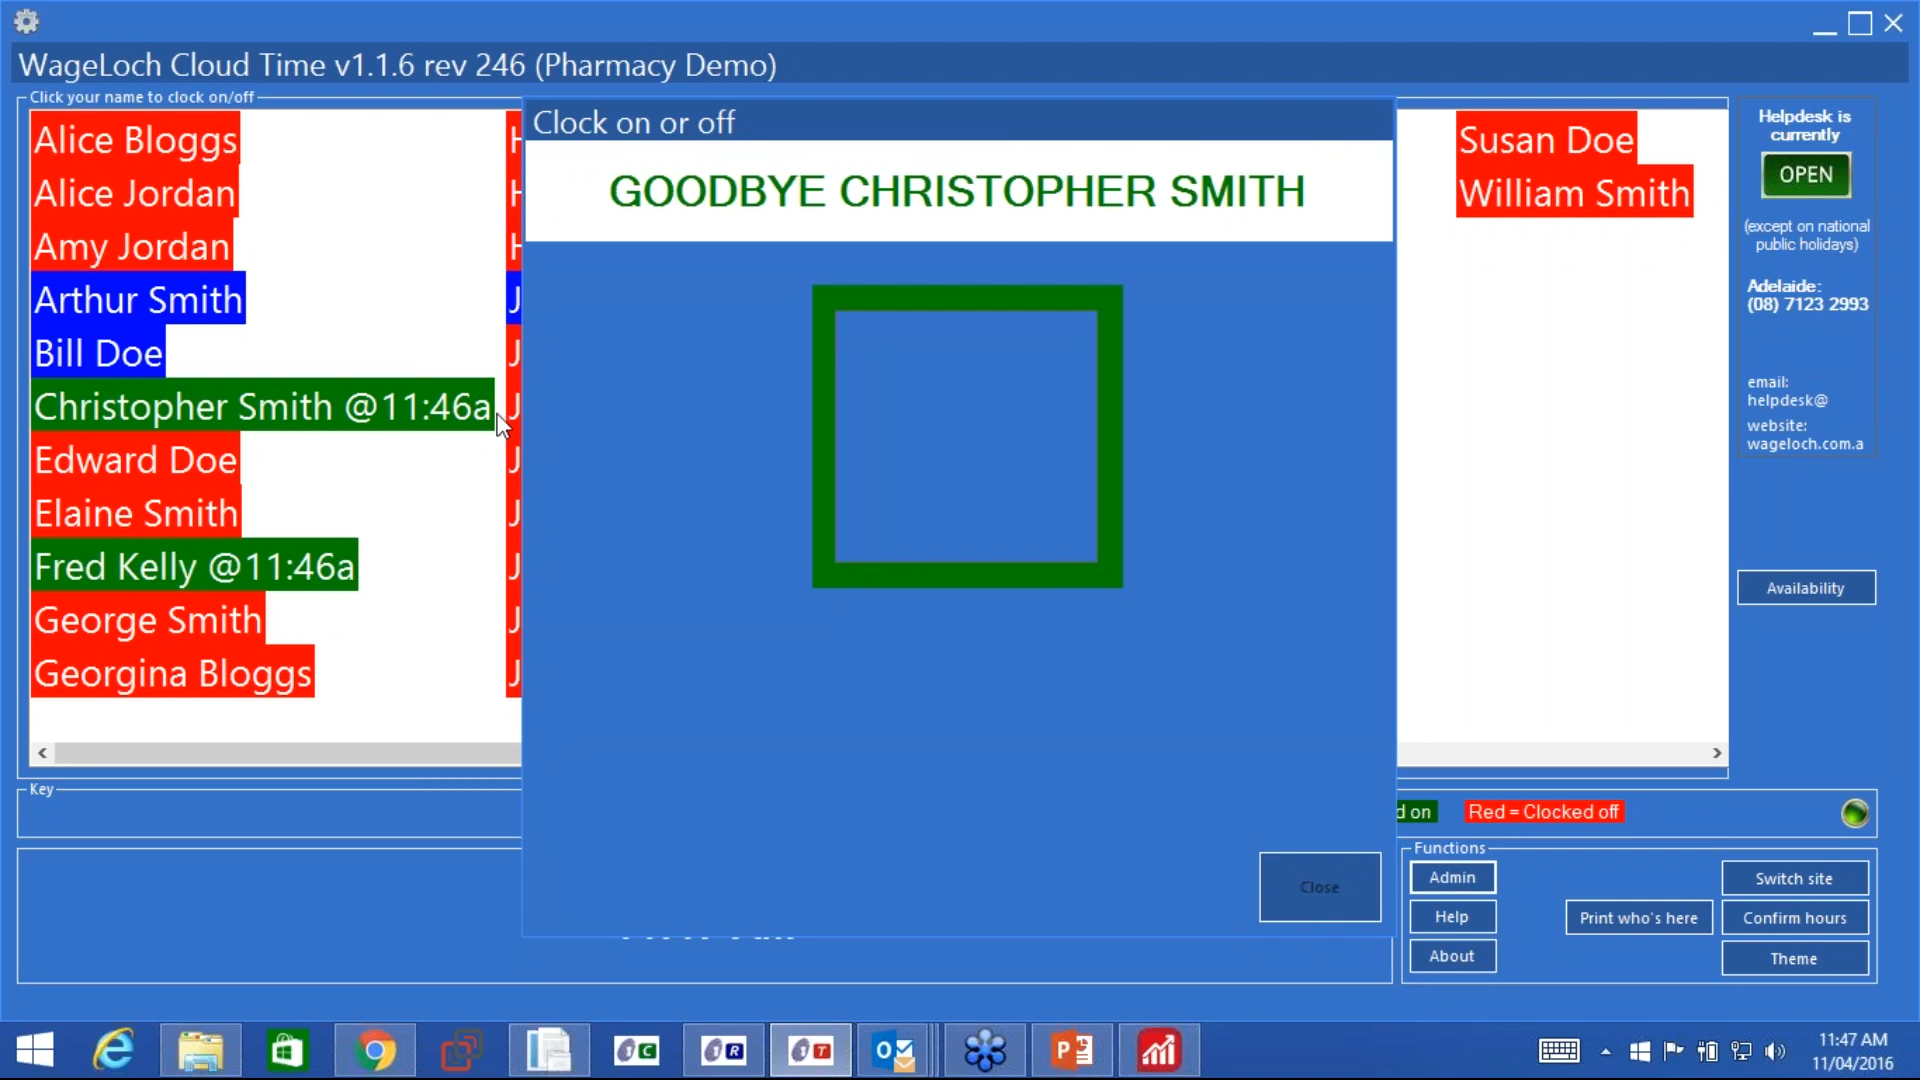 WageLoch Cloud Time v1.1.6 rev 246 (Pharmacy Demo)
Click your name to clock on/off
Alice Bloggs
Alice Jordan
Amy Jordan
Arthur Smith
Bill Doe
Christopher Smith @11:46a
Edward Doe
Elaine Smith
Fred Kelly @11:46a
George Smith
Georgina Bloggs
Clock on or off
GOODBYE CHRISTOPHER SMITH
Close
Susan Doe
William Smith
Helpdesk is
currently
OPEN
(except on national
public holidays)
Adelaide:
(08) 7123 2993
email:
helpdesk@
website:
wageloch.com.a
Availability
Key
d on
Red = Clocked off
Functions
Admin
Help
About
Print who's here
Switch site
Confirm hours
Theme
11:47 AM
11/04/2016